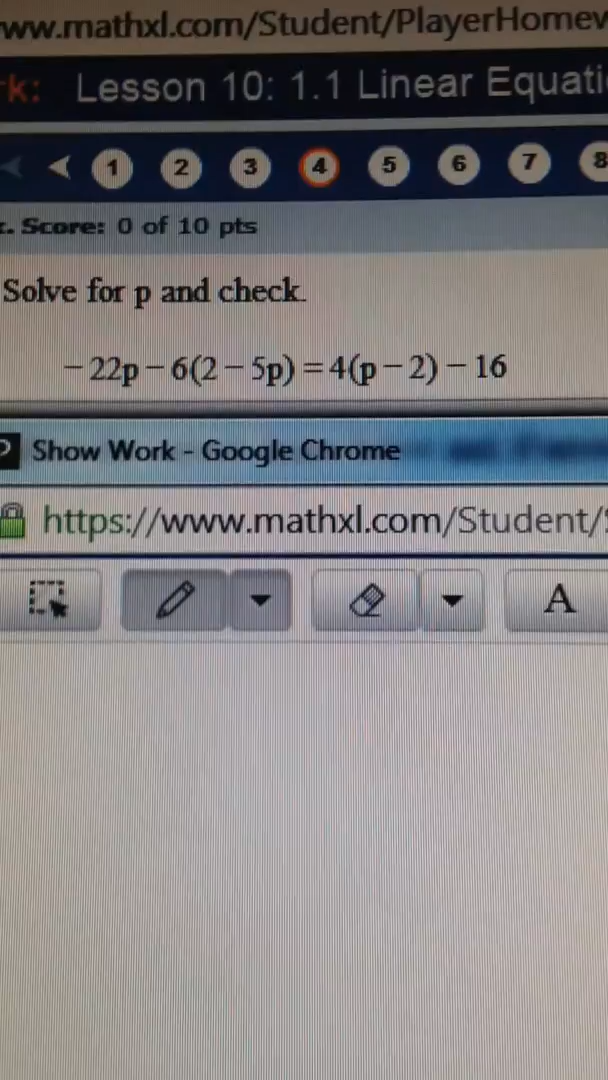 ww.mathxl.com/Student/PlayerHomew
k: Lesson 10: 1.1 Linear Equati
1 2 3 4 5 6 7 8
. Score: 0 of 10 pts
Solve for p and check.
− 22p − 6(2 − 5p) = 4(p − 2) − 16
Show Work - Google Chrome
https://www.mathxl.com/Student/
A